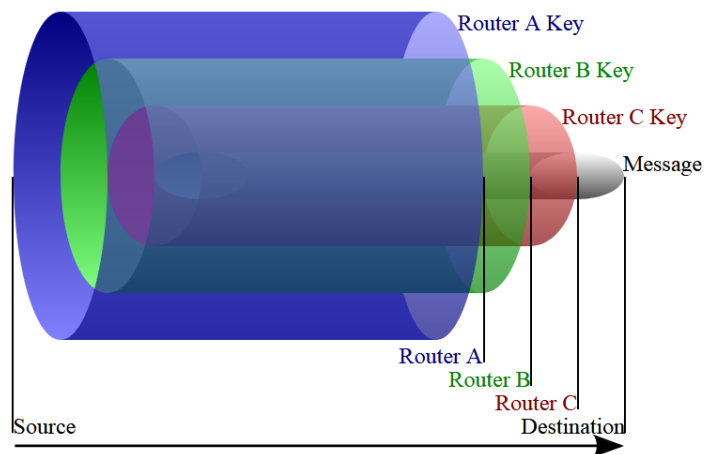 Router A Key
Router B Key
Router C Key
Message
Router A
Router B
Router C
Source
Destination